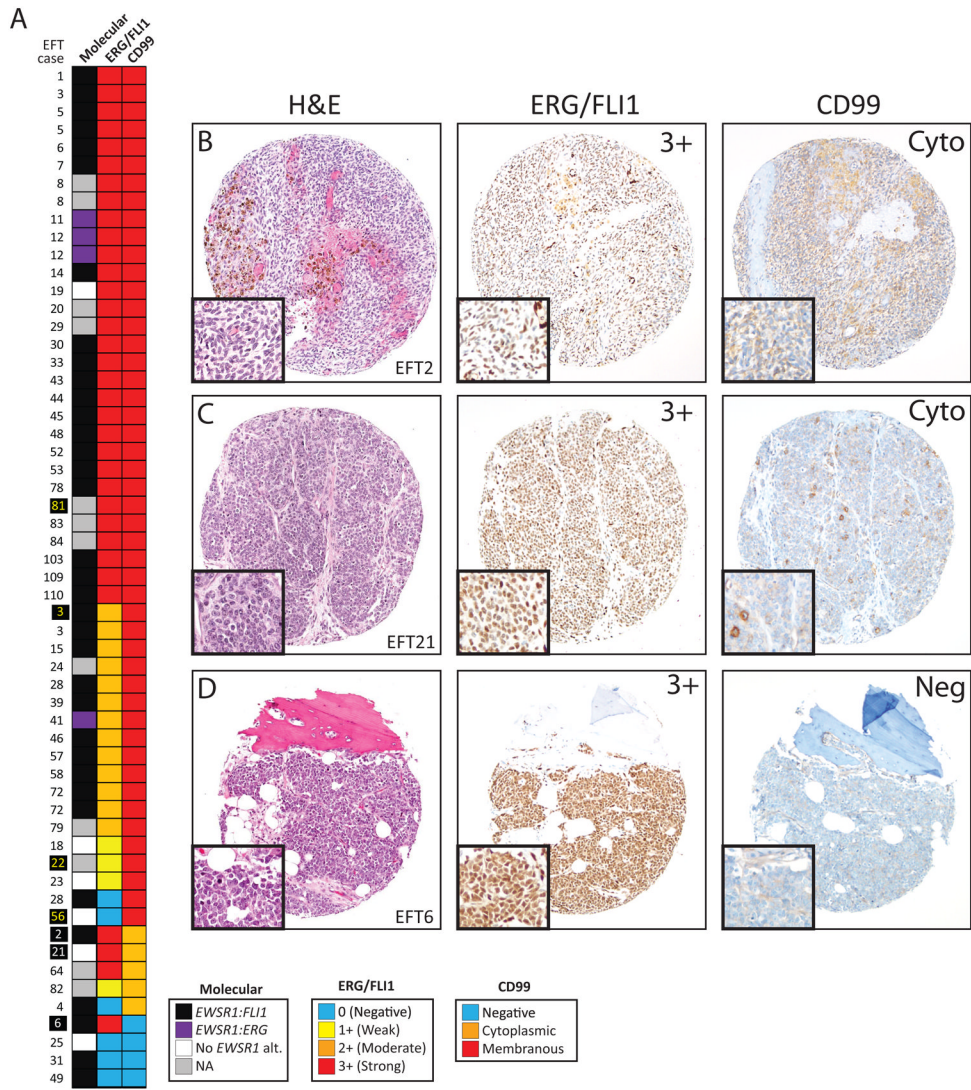 A
EFT
case
Molecular
ERG/FLI1
CD99
1
3
5
5
6
7
8
8
11
12
12
14
19
20
29
30
33
43
44
45
48
52
53
78
81
83
84
103
109
110
3
3
15
24
28
39
41
46
57
58
72
72
79
18
22
23
28
56
2
21
64
82
4
6
25
31
49
H&E
ERG/FLI1
CD99
B
EFT2
3+
Cyto
C
EFT21
3+
Cyto
D
EFT6
3+
Neg
Molecular
EWSR1:FLI1
EWSR1:ERG
No EWSR1 alt.
NA
ERG/FLI1
0 (Negative)
1+ (Weak)
2+ (Moderate)
3+ (Strong)
CD99
Negative
Cytoplasmic
Membranous